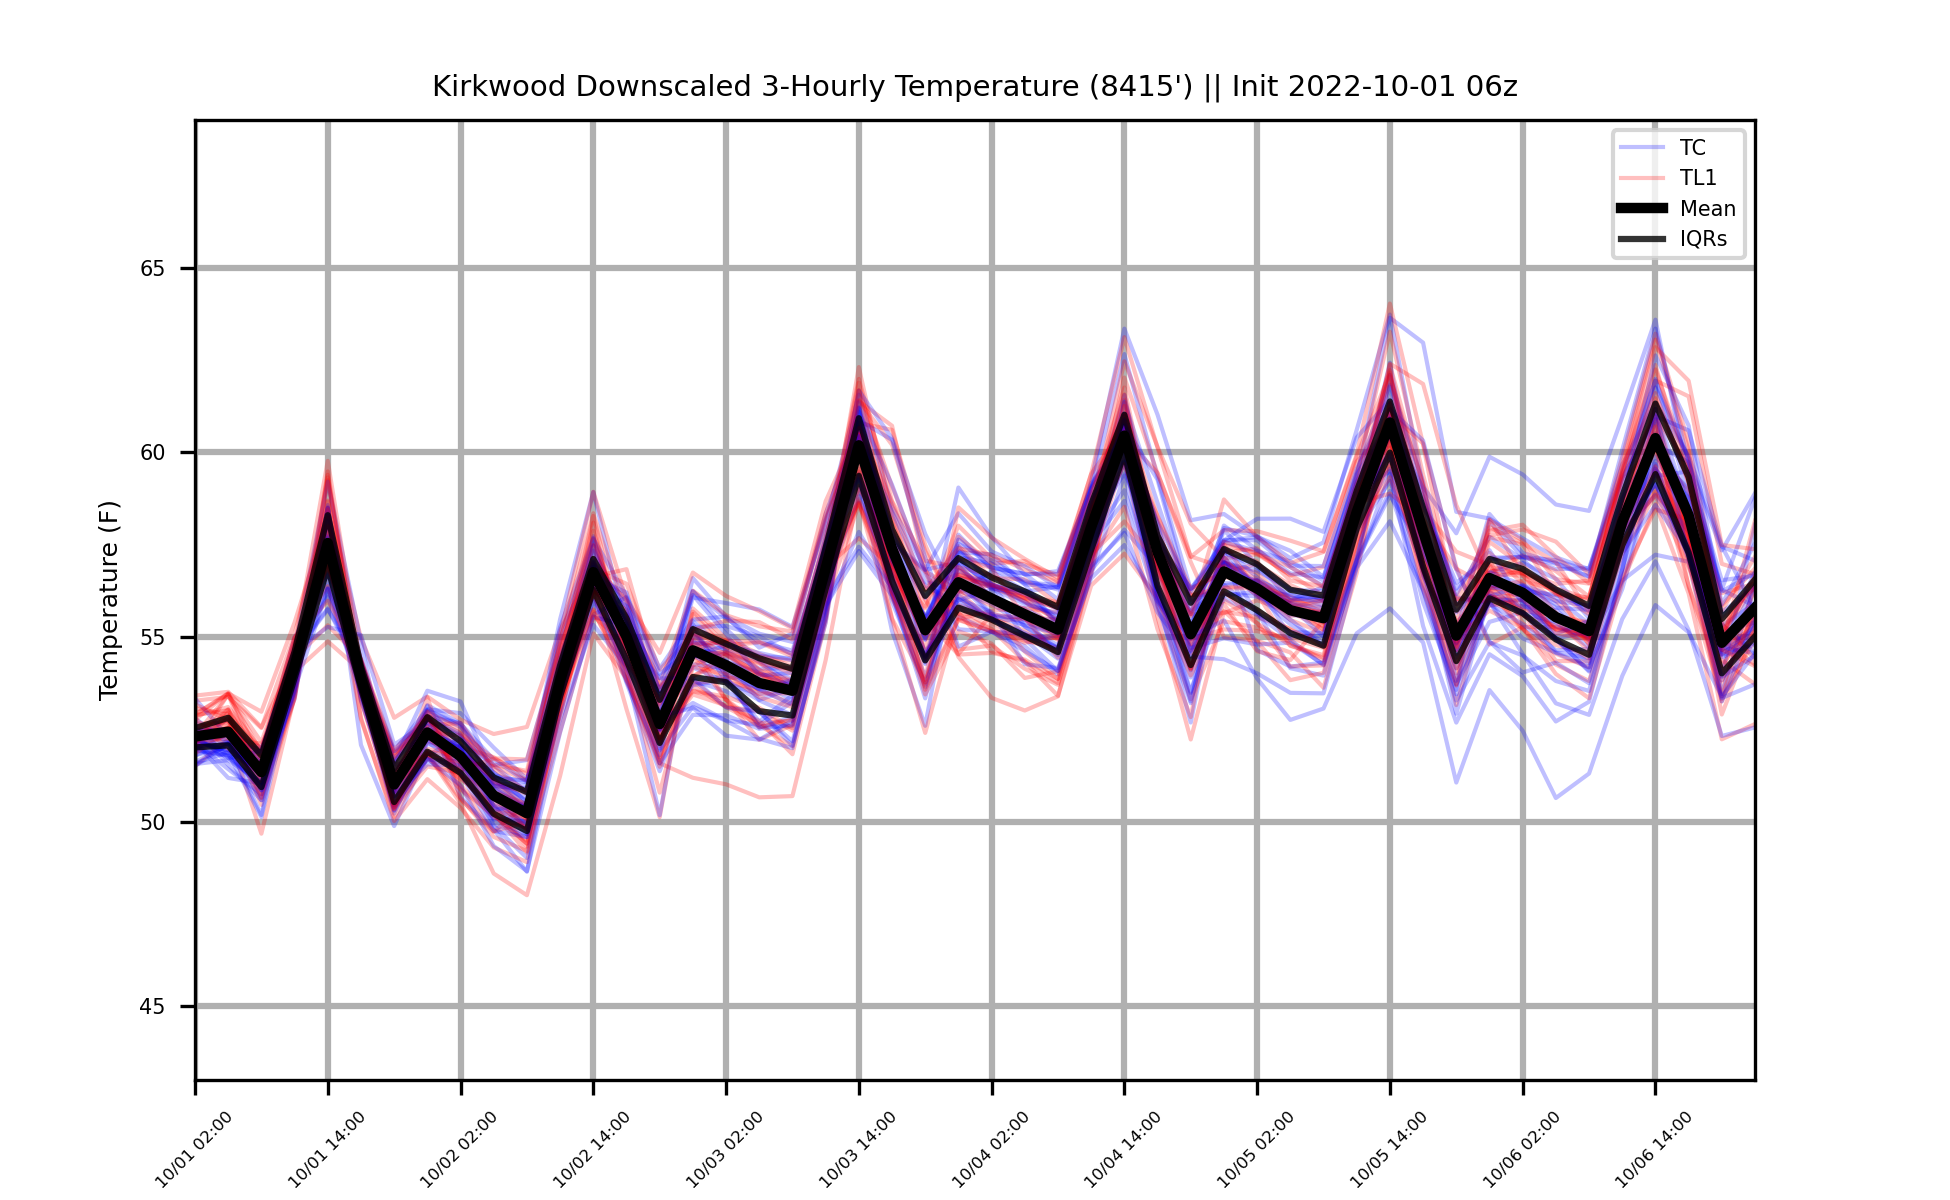 Kirkwood Downscaled 3-Hourly Temperature (8415') || Init 2022-10-01 06z
TC
TL1
Mean
IQRs
Temperature (F)
65
60
55
50
45
10/01 02:00
10/01 14:00
10/02 02:00
10/02 14:00
10/03 02:00
10/03 14:00
10/04 02:00
10/04 14:00
10/05 02:00
10/05 14:00
10/06 02:00
10/06 14:00